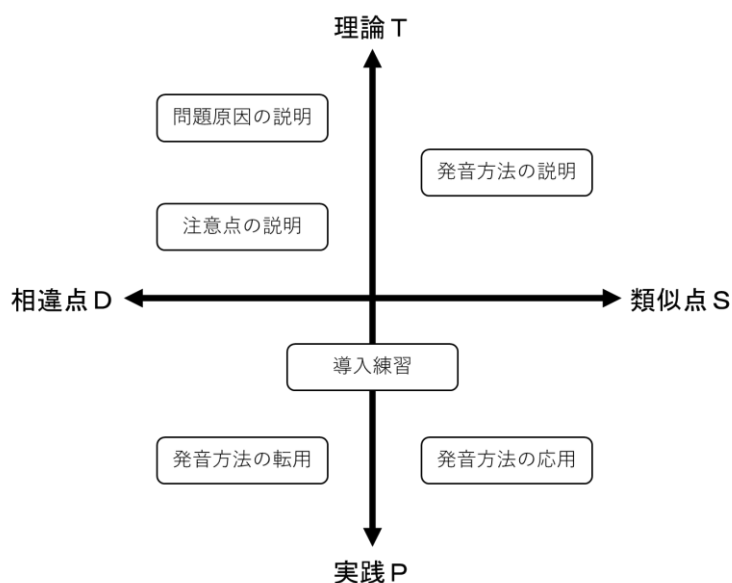 理論T
問題原因の説明
発音方法の説明
注意点の説明
相違点D
類似点S
導入練習
発音方法の転用
発音方法の応用
実践P